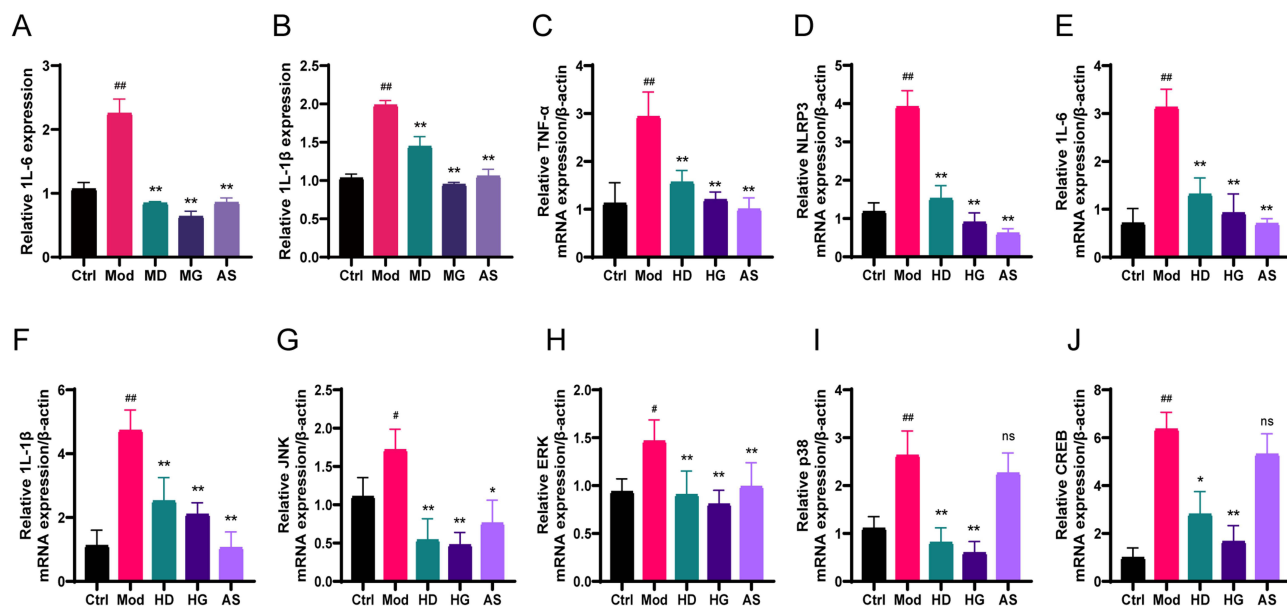 A
Relative 1L-6 expression
3
2
1
0
##
**
**
**
Ctrl Mod MD MG AS
B
Relative 1L-1β expression
2.5
2.0
1.5
1.0
0.5
0.0
##
**
**
**
Ctrl Mod MD MG AS
C
Relative TNF-α
mRNA expression/β-actin
4
3
2
1
0
##
**
**
**
Ctrl Mod HD HG AS
D
Relative NLRP3
mRNA expression/β-actin
5
4
3
2
1
0
##
**
**
**
Ctrl Mod HD HG AS
E
Relative 1L-6
mRNA expression/β-actin
4
3
2
1
0
##
**
**
**
Ctrl Mod HD HG AS
F
Relative 1L-1β
mRNA expression/β-actin
6
4
2
0
##
**
**
**
Ctrl Mod HD HG AS
G
Relative JNK
mRNA expression/β-actin
2.5
2.0
1.5
1.0
0.5
0.0
#
**
**
*
Ctrl Mod HD HG AS
H
Relative ERK
mRNA expression/β-actin
2.0
1.5
1.0
0.5
0.0
#
**
**
**
Ctrl Mod HD HG AS
I
Relative p38
mRNA expression/β-actin
4
3
2
1
0
##
**
**
ns
Ctrl Mod HD HG AS
J
Relative CREB
mRNA expression/β-actin
8
6
4
2
0
##
*
**
ns
Ctrl Mod HD HG AS